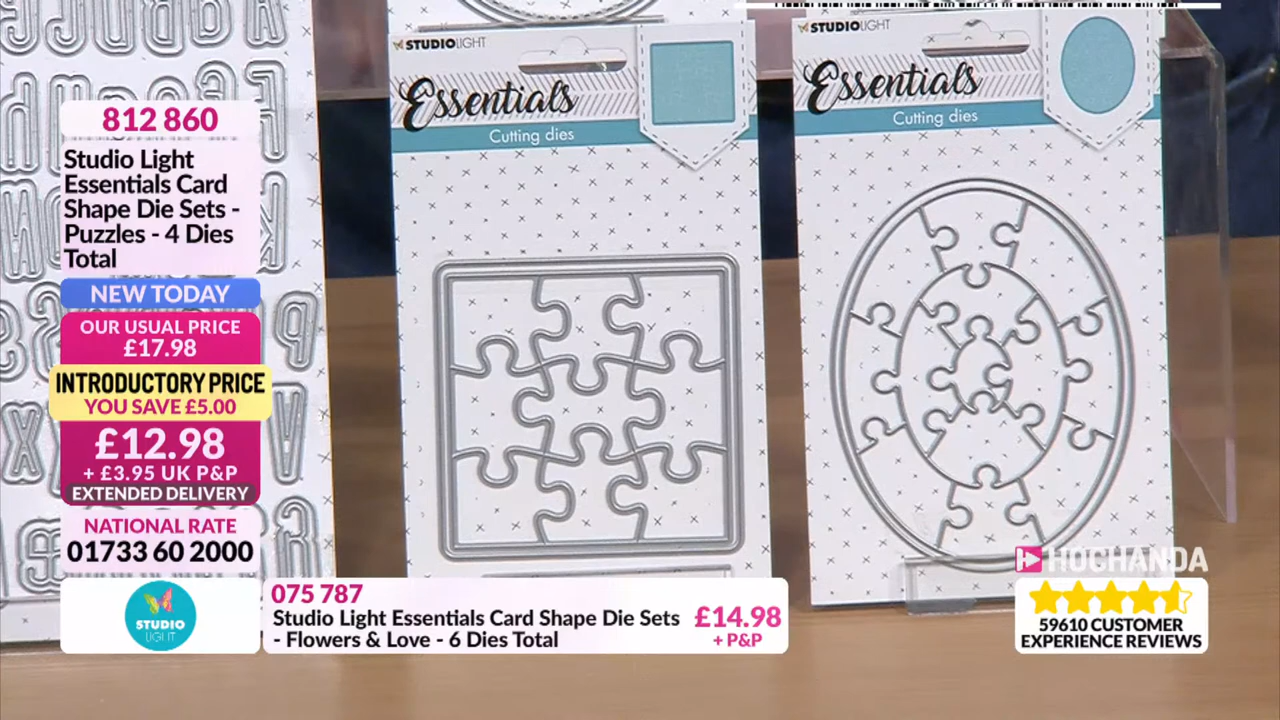 812 860
Studio Light
Essentials Card
Shape Die Sets -
Puzzles - 4 Dies
Total
NEW TODAY
OUR USUAL PRICE
£17.98
INTRODUCTORY PRICE
YOU SAVE £5.00
£12.98
+ £3.95 UK P&P
EXTENDED DELIVERY
NATIONAL RATE
01733 60 2000
STUDIO
LIGHT
075 787
Studio Light Essentials Card Shape Die Sets
- Flowers & Love - 6 Dies Total
£14.98
+ P&P
STUDIOLIGHT
Essentials
Cutting dies
STUDIOLIGHT
Essentials
Cutting dies
HOCHANDA
59610 CUSTOMER
EXPERIENCE REVIEWS